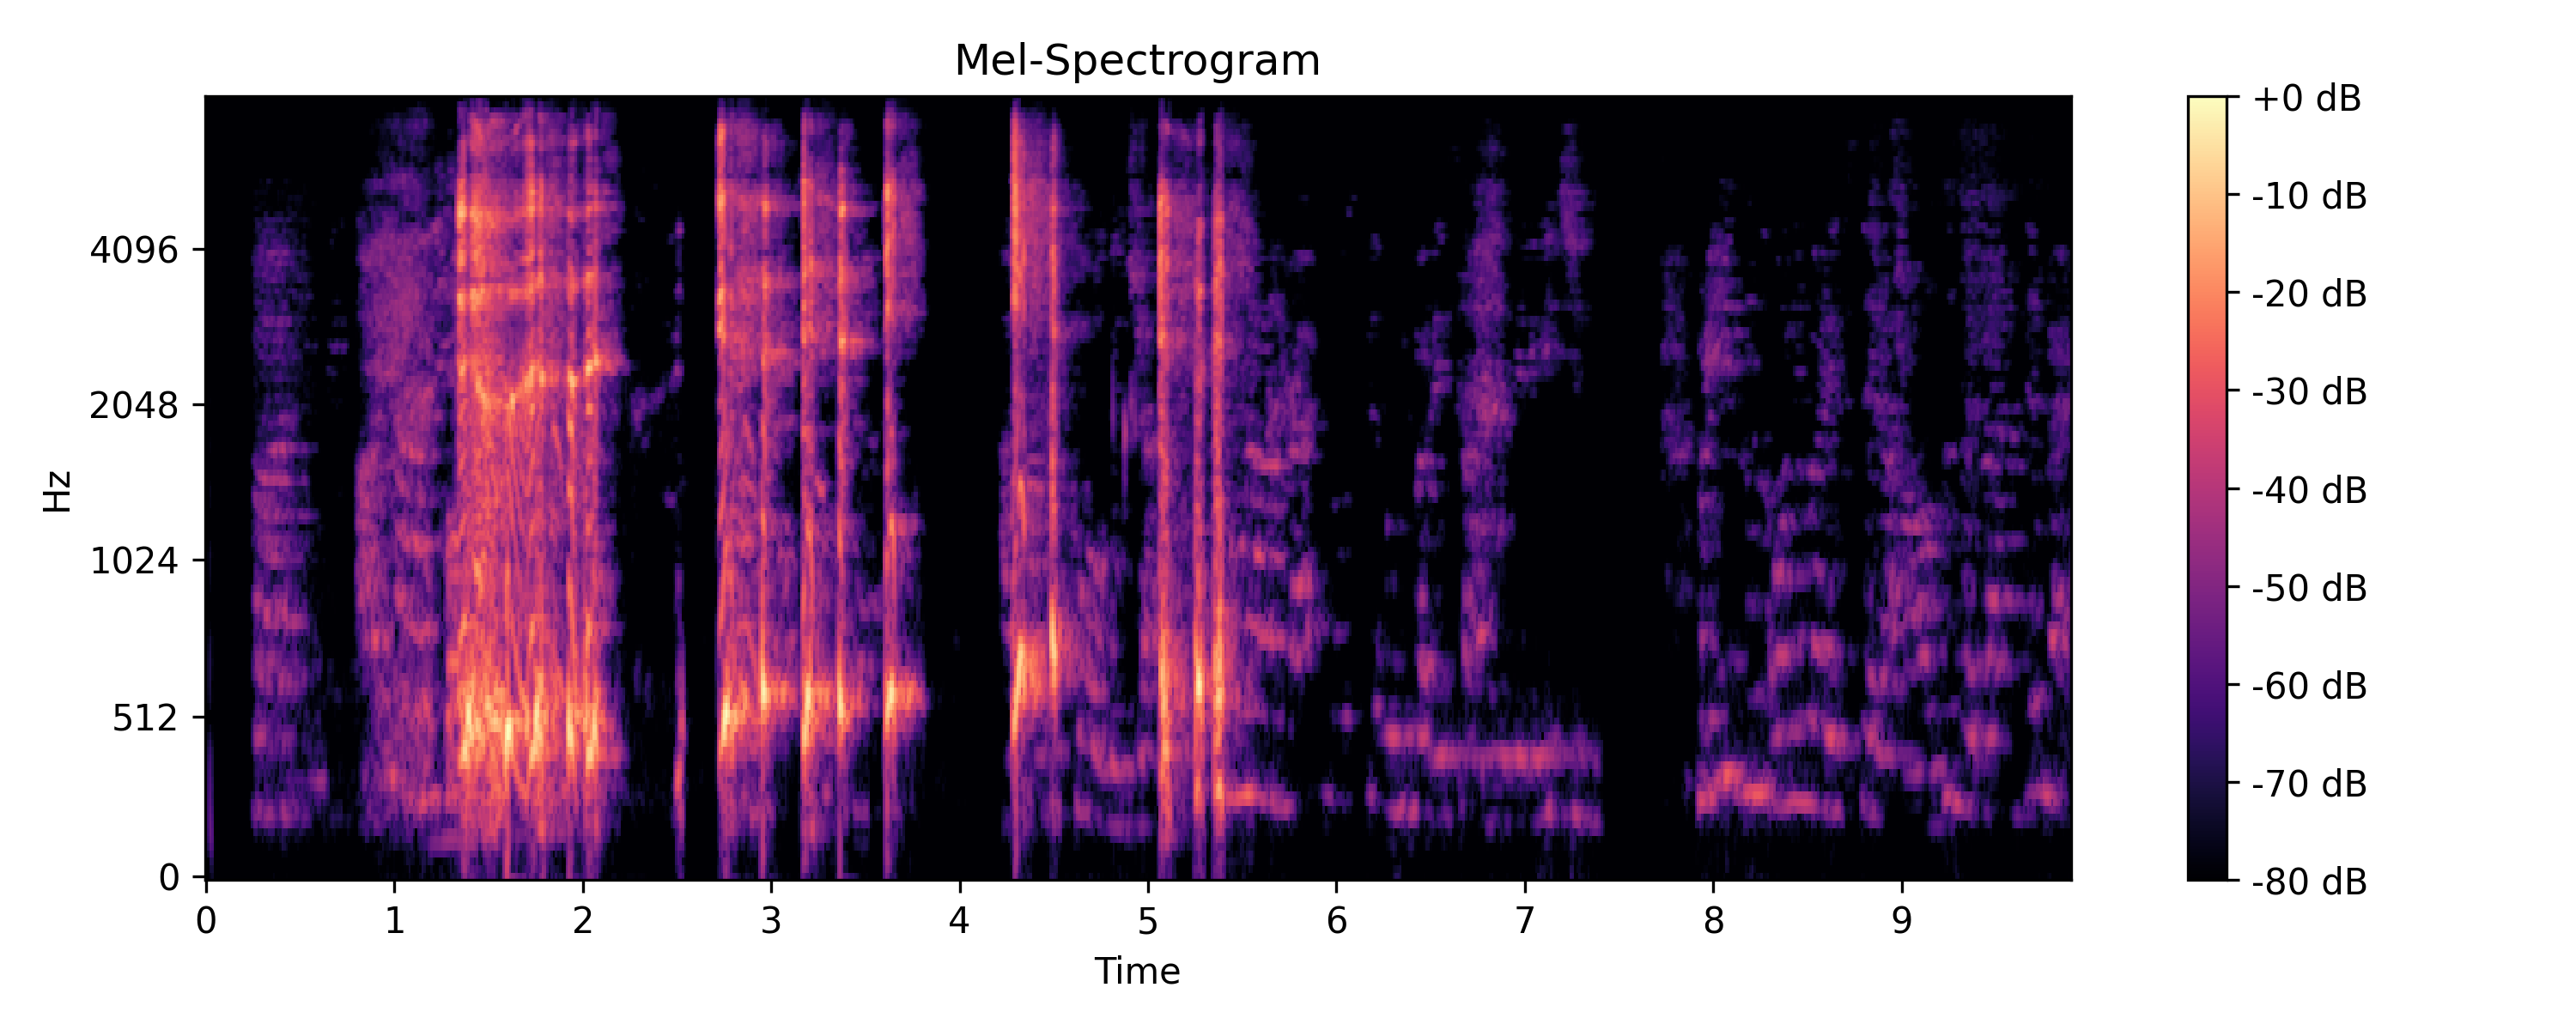 Mel-Spectrogram
+0 dB
-10 dB
-20 dB
-30 dB
-40 dB
-50 dB
-60 dB
-70 dB
-80 dB
Hz
4096
2048
1024
512
0
0 1 2 3 4 5 6 7 8 9
Time